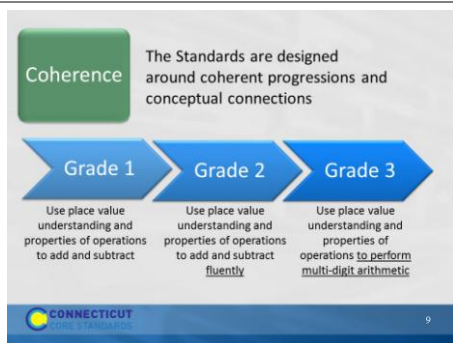 Coherence
The Standards are designed
around coherent progressions and
conceptual connections
Grade 1
Grade 2
Grade 3
Use place value
understanding and
properties of operations
to add and subtract
Use place value
understanding and
properties of operations
to add and subtract
fluently
Use place value
understanding and
properties of
operations to perform
multi-digit arithmetic
CONNECTICUT
CORE STANDARDS
9